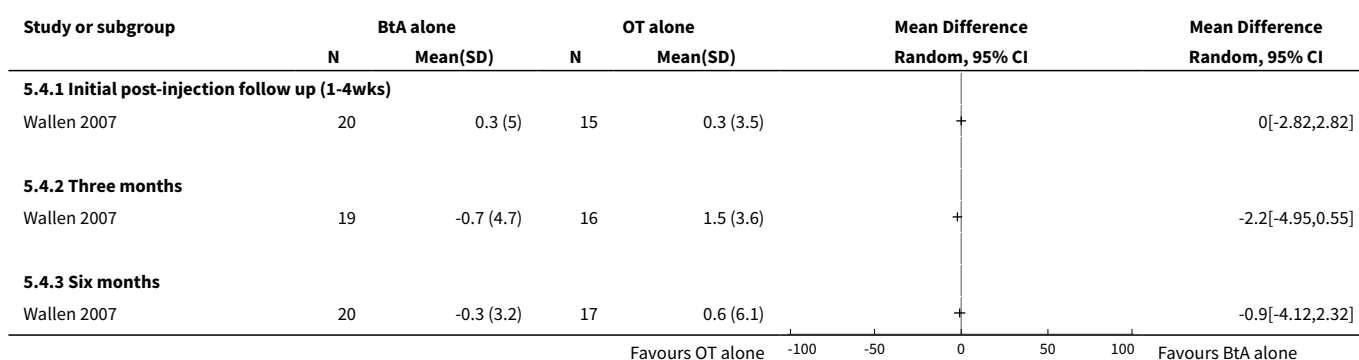 Study or subgroup BtA alone OT alone Mean Difference Mean Difference
N Mean(SD) N Mean(SD) Random, 95% CI Random, 95% CI
5.4.1 Initial post-injection follow up (1-4wks)
Wallen 2007 20 0.3 (5) 15 0.3 (3.5) 0[-2.82,2.82]
5.4.2 Three months
Wallen 2007 19 -0.7 (4.7) 16 1.5 (3.6) -2.2[-4.95,0.55]
5.4.3 Six months
Wallen 2007 20 -0.3 (3.2) 17 0.6 (6.1) -0.9[-4.12,2.32]
Favours OT alone -100 -50 0 50 100 Favours BtA alone